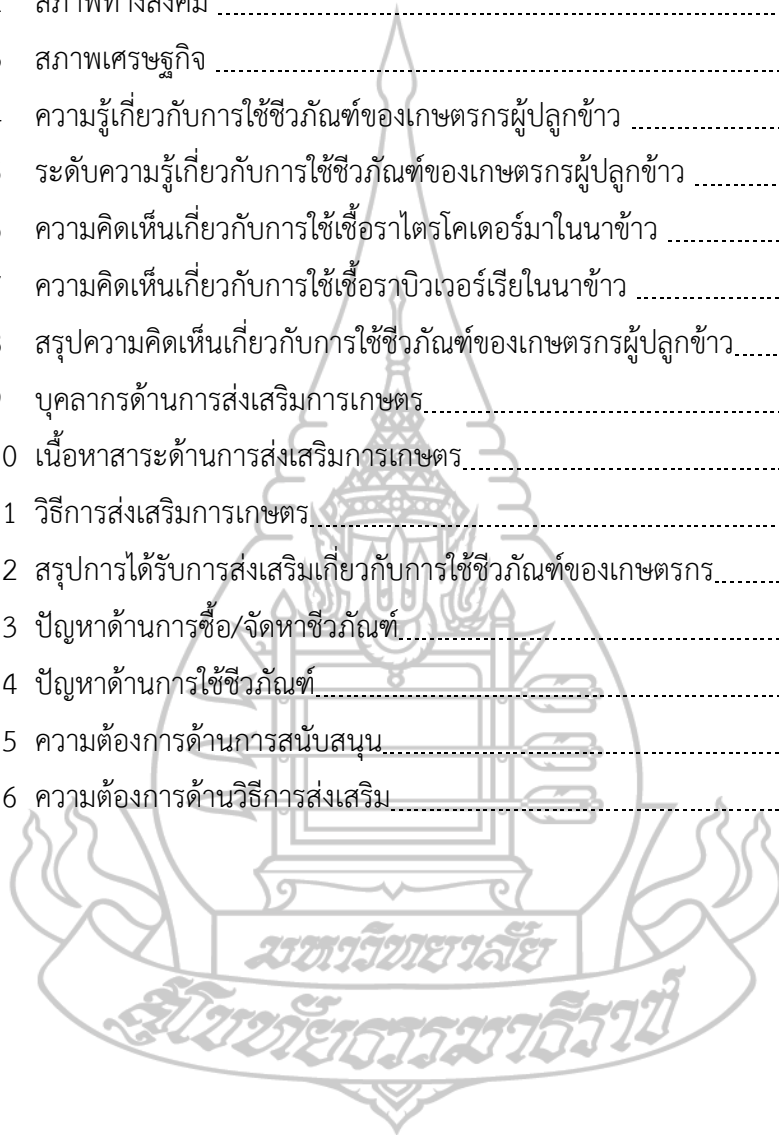 สภาพทางสังคม
สภาพเศรษฐกิจ
ความรู้เกี่ยวกับการใช้ชีวภัณฑ์ของเกษตรกรผู้ปลูกข้าว
ระดับความรู้เกี่ยวกับการใช้ชีวภัณฑ์ของเกษตรกรผู้ปลูกข้าว
ความคิดเห็นเกี่ยวกับการใช้เชื้อราไตรโคเดอร์มาในนาข้าว
ความคิดเห็นเกี่ยวกับการใช้เชื้อราบิวเวอร์เรียในนาข้าว
สรุปความคิดเห็นเกี่ยวกับการใช้ชีวภัณฑ์ของเกษตรกรผู้ปลูกข้าว
บุคลากรด้านการส่งเสริมการเกษตร
0 เนื้อหาสาระด้านการส่งเสริมการเกษตร
1 วิธีการส่งเสริมการเกษตร
2 สรุปการได้รับการส่งเสริมเกี่ยวกับการใช้ชีวภัณฑ์ของเกษตรกร
3 ปัญหาด้านการซื้อ/จัดหาชีวภัณฑ์
4 ปัญหาด้านการใช้ชีวภัณฑ์
5 ความต้องการด้านการสนับสนุน
6 ความต้องการด้านวิธีการส่งเสริม
มหาวิทยาลัย
สุโขทัยธรรมาธิราช